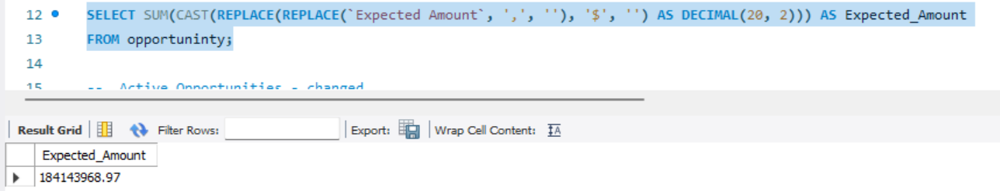 12 SELECT SUM(CAST(REPLACE(REPLACE(`Expected Amount`, ',', ''), '$', '') AS DECIMAL(20, 2))) AS Expected_Amount
13 FROM opportuninty;
14
15 -- Active Opportunities - changed
Result Grid Filter Rows: Export: Wrap Cell Content: IA
Expected_Amount
184143968.97